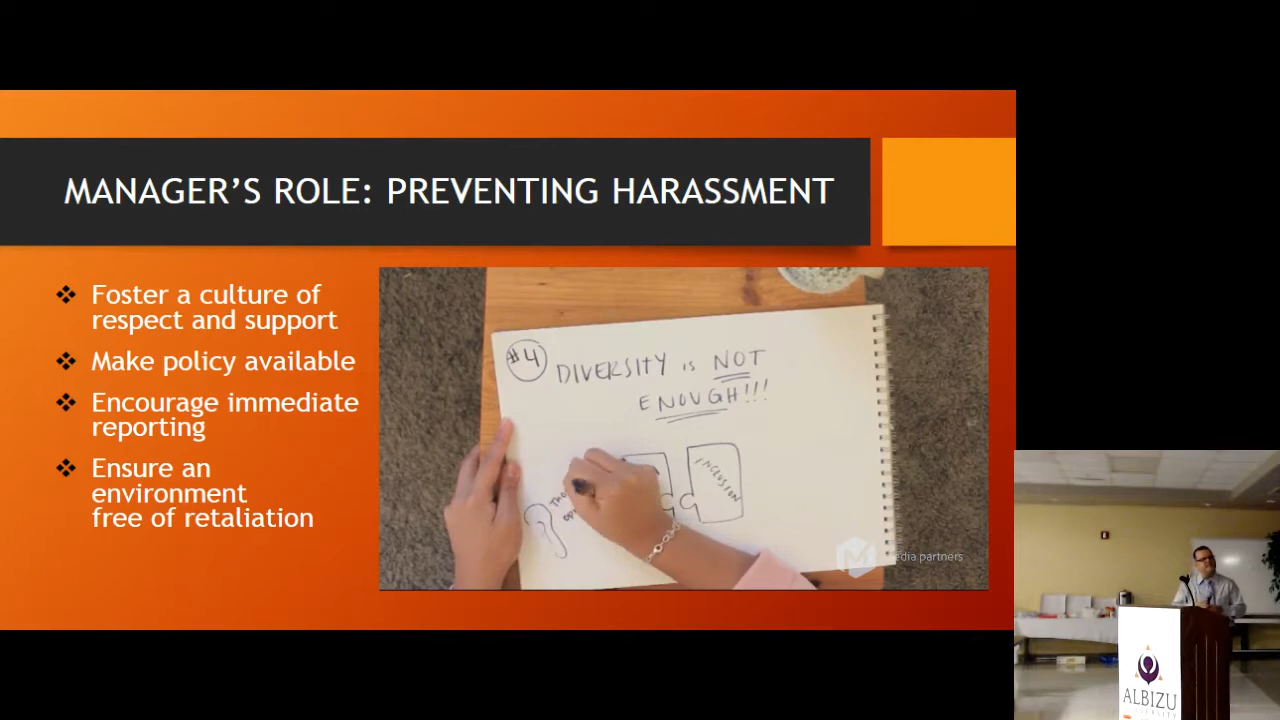 MANAGER’S ROLE: PREVENTING HARASSMENT
❖ Foster a culture of
respect and support
❖ Make policy available
❖ Encourage immediate
reporting
❖ Ensure an
environment
free of retaliation
#4 DIVERSITY is NOT
ENOUGH!!!
INCLUSION
media partners
ALBIZU
UNIVERSITY